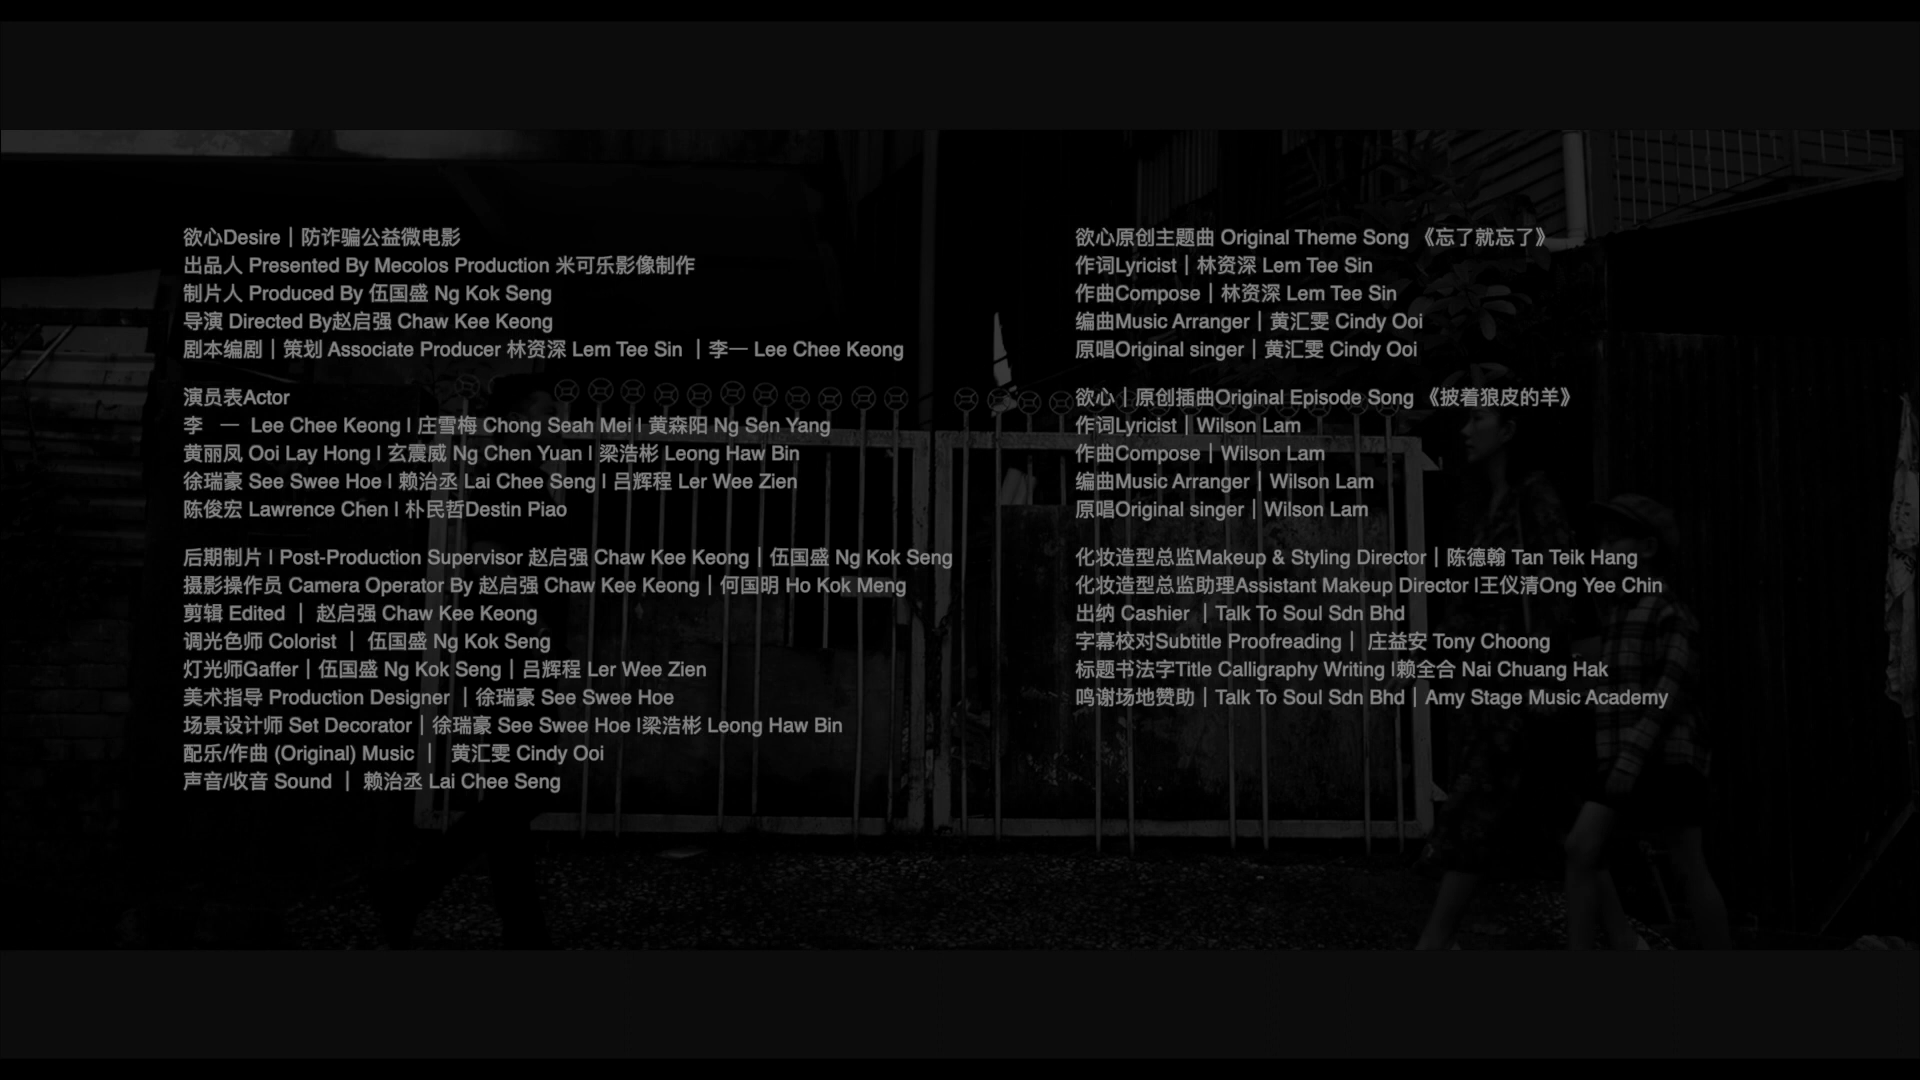 欲心Desire｜防诈骗公益微电影
出品人 Presented By Mecolos Production 米可乐影像制作
制片人 Produced By 伍国盛 Ng Kok Seng
导演 Directed By赵启强 Chaw Kee Keong
剧本编剧｜策划 Associate Producer 林资深 Lem Tee Sin ｜李一 Lee Chee Keong
演员表Actor
李 一 Lee Chee Keong l 庄雪梅 Chong Seah Mei l 黄森阳 Ng Sen Yang
黄丽凤 Ooi Lay Hong l 玄震威 Ng Chen Yuan l 梁浩彬 Leong Haw Bin
徐瑞豪 See Swee Hoe l 赖治丞 Lai Chee Seng l 吕辉程 Ler Wee Zien
陈俊宏 Lawrence Chen l 朴民哲Destin Piao
后期制片 l Post-Production Supervisor 赵启强 Chaw Kee Keong｜伍国盛 Ng Kok Seng
摄影操作员 Camera Operator By 赵启强 Chaw Kee Keong｜何国明 Ho Kok Meng
剪辑 Edited ｜ 赵启强 Chaw Kee Keong
调光色师 Colorist ｜ 伍国盛 Ng Kok Seng
灯光师Gaffer｜伍国盛 Ng Kok Seng｜吕辉程 Ler Wee Zien
美术指导 Production Designer ｜徐瑞豪 See Swee Hoe
场景设计师 Set Decorator｜徐瑞豪 See Swee Hoe l梁浩彬 Leong Haw Bin
配乐/作曲 (Original) Music ｜ 黄汇雯 Cindy Ooi
声音/收音 Sound ｜ 赖治丞 Lai Chee Seng
欲心原创主题曲 Original Theme Song 《忘了就忘了》
作词Lyricist｜林资深 Lem Tee Sin
作曲Compose｜林资深 Lem Tee Sin
编曲Music Arranger｜黄汇雯 Cindy Ooi
原唱Original singer｜黄汇雯 Cindy Ooi
欲心｜原创插曲Original Episode Song 《披着狼皮的羊》
作词Lyricist｜Wilson Lam
作曲Compose｜Wilson Lam
编曲Music Arranger｜Wilson Lam
原唱Original singer｜Wilson Lam
化妆造型总监Makeup & Styling Director｜陈德翰 Tan Teik Hang
化妆造型总监助理Assistant Makeup Director l王仪清Ong Yee Chin
出纳 Cashier ｜Talk To Soul Sdn Bhd
字幕校对Subtitle Proofreading｜ 庄益安 Tony Choong
标题书法字Title Calligraphy Writing l赖全合 Nai Chuang Hak
鸣谢场地赞助｜Talk To Soul Sdn Bhd｜Amy Stage Music Academy